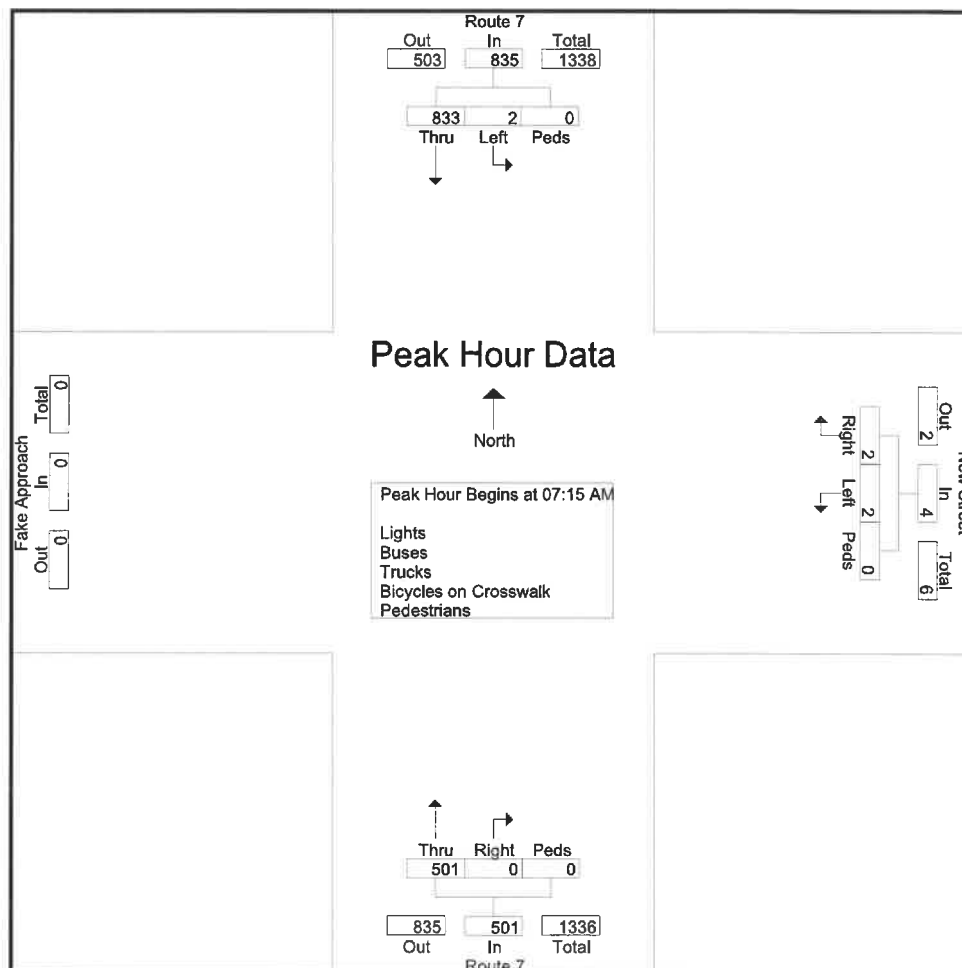 Route 7
Out In Total
503 835 1338
833 2 0
Thru Left Peds
Peak Hour Data
North
Peak Hour Begins at 07:15 AM
Lights
Buses
Trucks
Bicycles on Crosswalk
Pedestrians
Fake Approach
Out In Total
0 0 0
Out In Total
2 4 6
2 2 0
Right Left Peds
Thru Right Peds
501 0 0
835 501 1336
Out In Total
Route 7